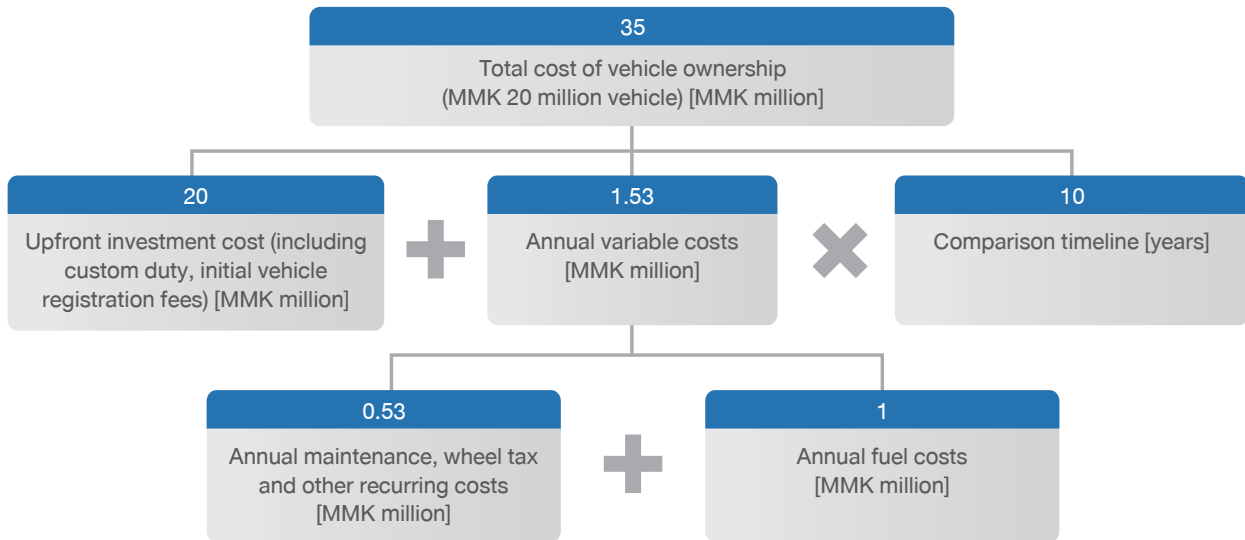 35
Total cost of vehicle ownership
(MMK 20 million vehicle) [MMK million]
20
Upfront investment cost (including
custom duty, initial vehicle
registration fees) [MMK million]
1.53
Annual variable costs
[MMK million]
10
Comparison timeline [years]
0.53
Annual maintenance, wheel tax
and other recurring costs
[MMK million]
1
Annual fuel costs
[MMK million]